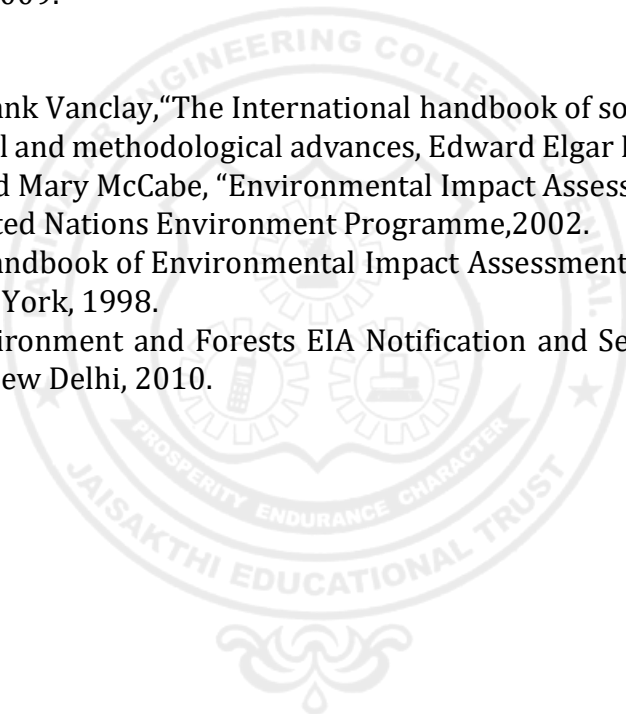 009.
ank Vanclay,“The International handbook of so
l and methodological advances, Edward Elgar
d Mary McCabe, “Environmental Impact Assess
ted Nations Environment Programme,2002.
andbook of Environmental Impact Assessment
York, 1998.
ironment and Forests EIA Notification and Se
ew Delhi, 2010.
ENGINEERING COLLE
PROSPERITY ENDURANCE CHARACTER
JAISAKTHI EDUCATIONAL TRUST